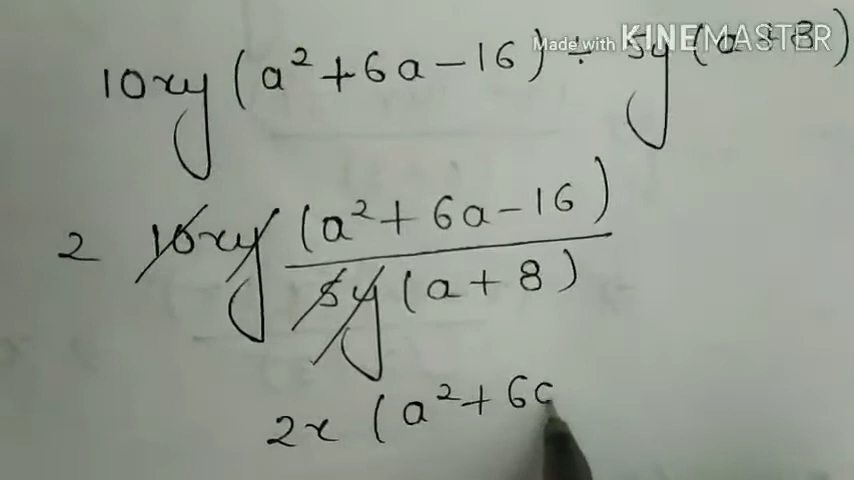 10xy(a²+6a-16) ÷ 5y(a+8)
Made with KINEMASTER
2 10xy (a²+6a-16)
5y(a+8)
2x (a²+6a